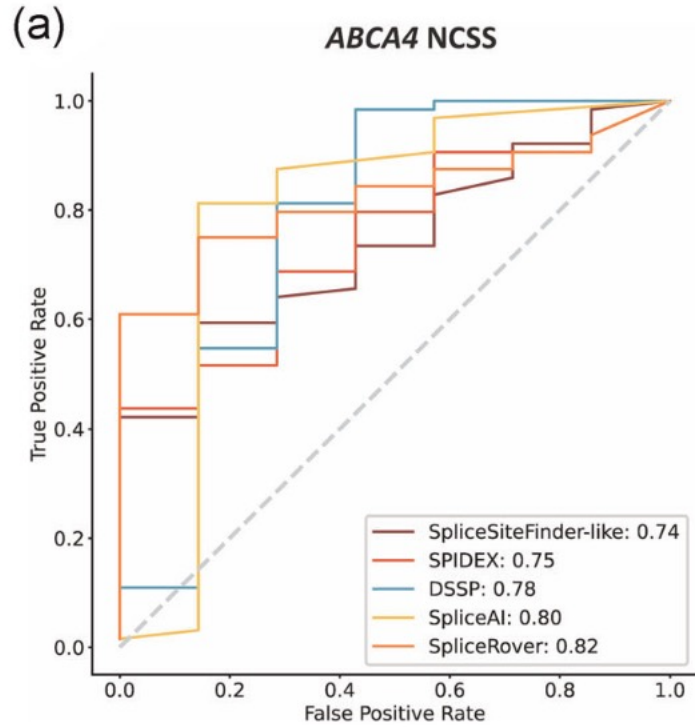 (a)
ABCA4 NCSS
1.0
0.8
0.6
0.4
0.2
0.0
True Positive Rate
SpliceSiteFinder-like: 0.74
SPIDEX: 0.75
DSSP: 0.78
SpliceAI: 0.80
SpliceRover: 0.82
0.0 0.2 0.4 0.6 0.8 1.0
False Positive Rate